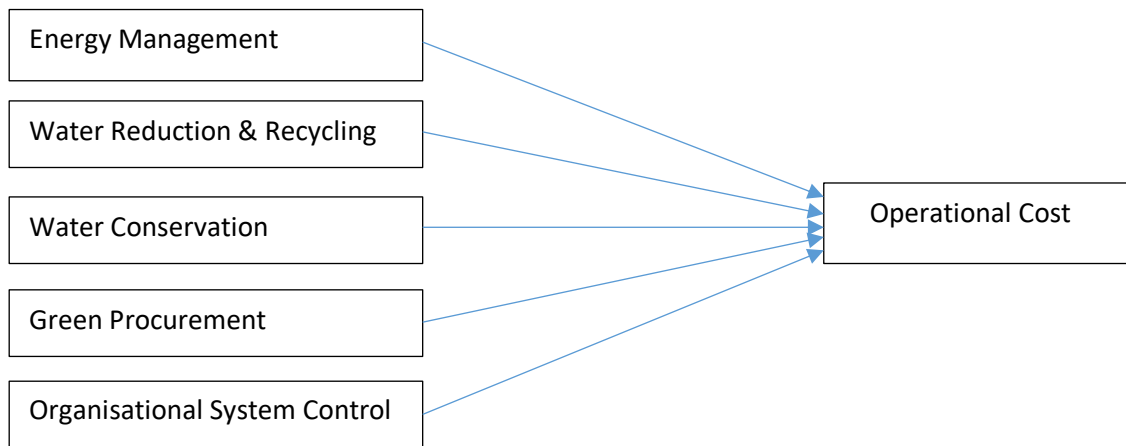 Energy Management
Water Reduction & Recycling
Water Conservation
Green Procurement
Organisational System Control
Operational Cost